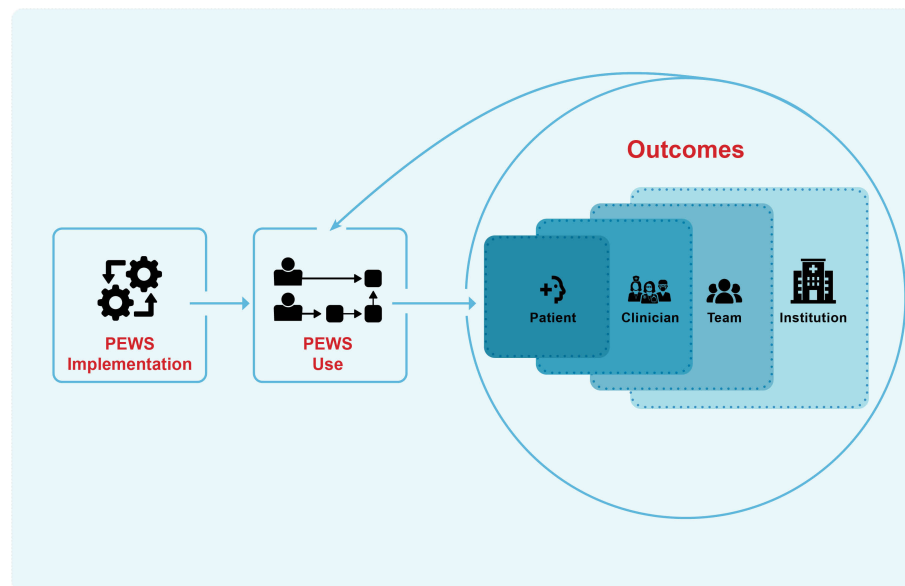 Outcomes
PEWS
Implementation
PEWS
Use
Patient
Clinician
Team
Institution